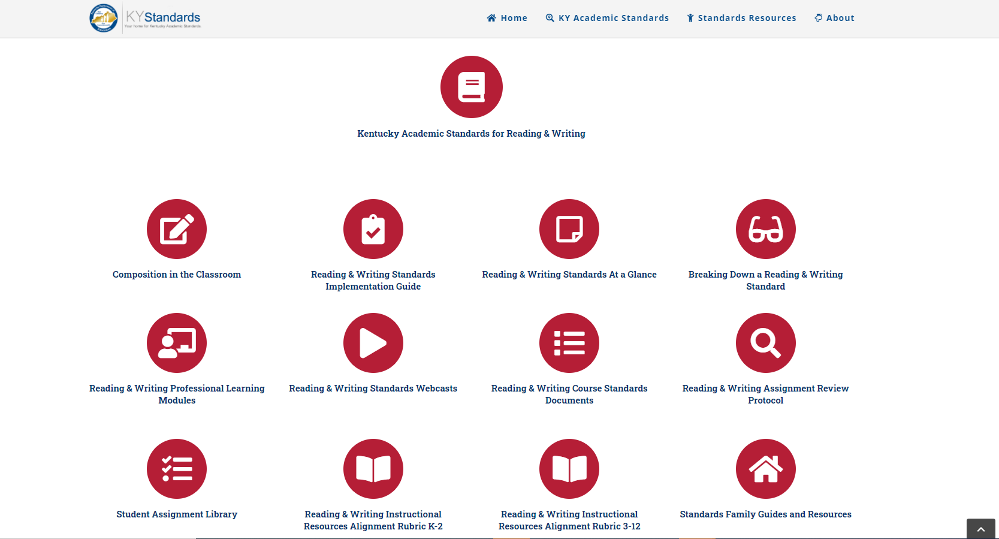 KYStandards
Your home for Kentucky Academic Standards.
Home
KY Academic Standards
Standards Resources
About
Kentucky Academic Standards for Reading & Writing
Composition in the Classroom
Reading & Writing Standards
Implementation Guide
Reading & Writing Standards At a Glance
Breaking Down a Reading & Writing
Standard
Reading & Writing Professional Learning
Modules
Reading & Writing Standards Webcasts
Reading & Writing Course Standards
Documents
Reading & Writing Assignment Review
Protocol
Student Assignment Library
Reading & Writing Instructional
Resources Alignment Rubric K-2
Reading & Writing Instructional
Resources Alignment Rubric 3-12
Standards Family Guides and Resources